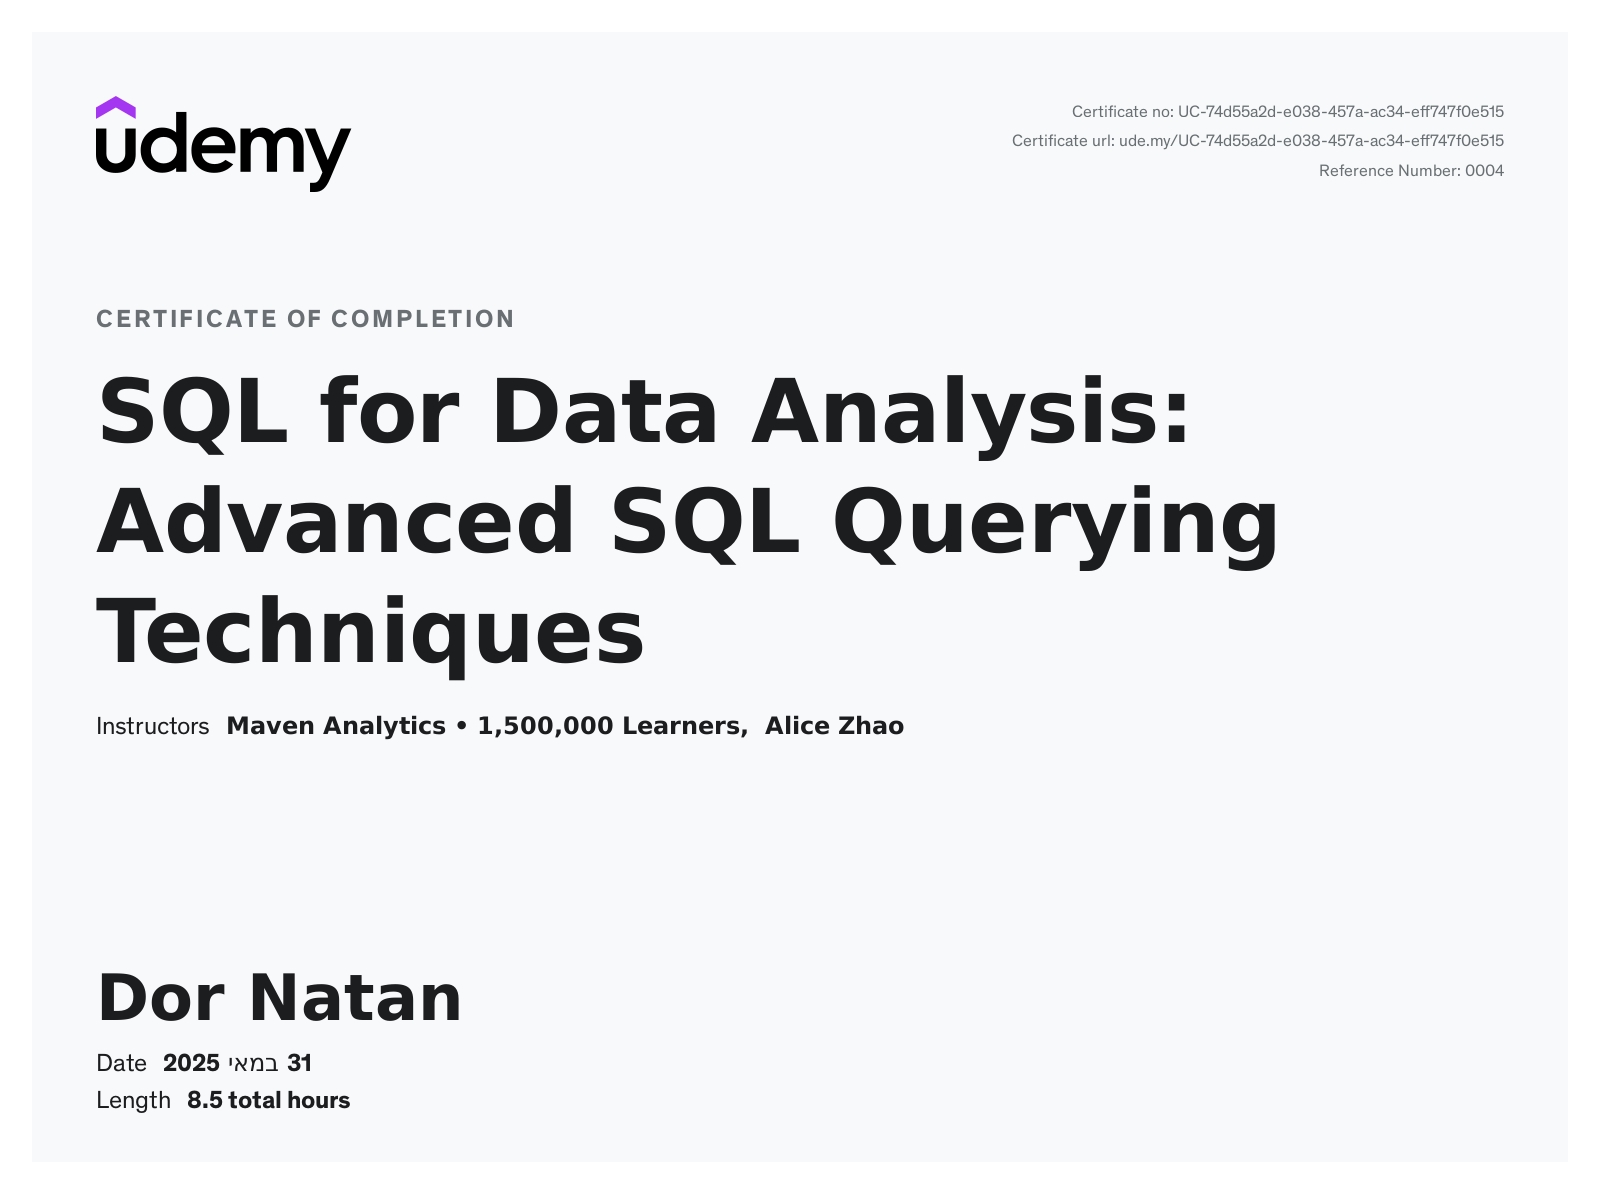 udemy
Certificate no: UC-74d55a2d-e038-457a-ac34-eff747f0e515
Certificate url: ude.my/UC-74d55a2d-e038-457a-ac34-eff747f0e515
Reference Number: 0004
CERTIFICATE OF COMPLETION
SQL for Data Analysis:
Advanced SQL Querying
Techniques
Instructors Maven Analytics • 1,500,000 Learners, Alice Zhao
Dor Natan
Date 31 במאי 2025
Length 8.5 total hours